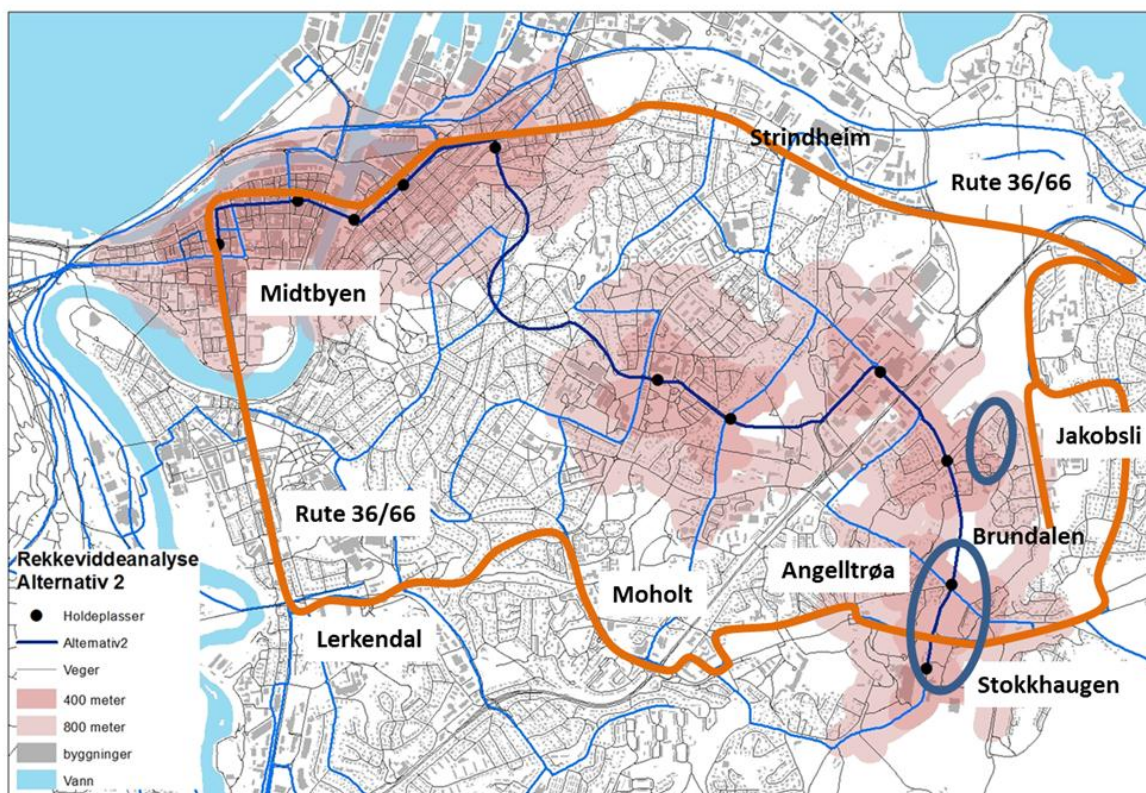 Strindheim
Rute 36/66
Midtbyen
Jakobsli
Rute 36/66
Brundalen
Angelltrøa
Moholt
Lerkendal
Stokkhaugen
Rekkeviddeanalyse
Alternativ 2
Holdeplasser
Alternativ2
Veger
400 meter
800 meter
byggninger
Vann